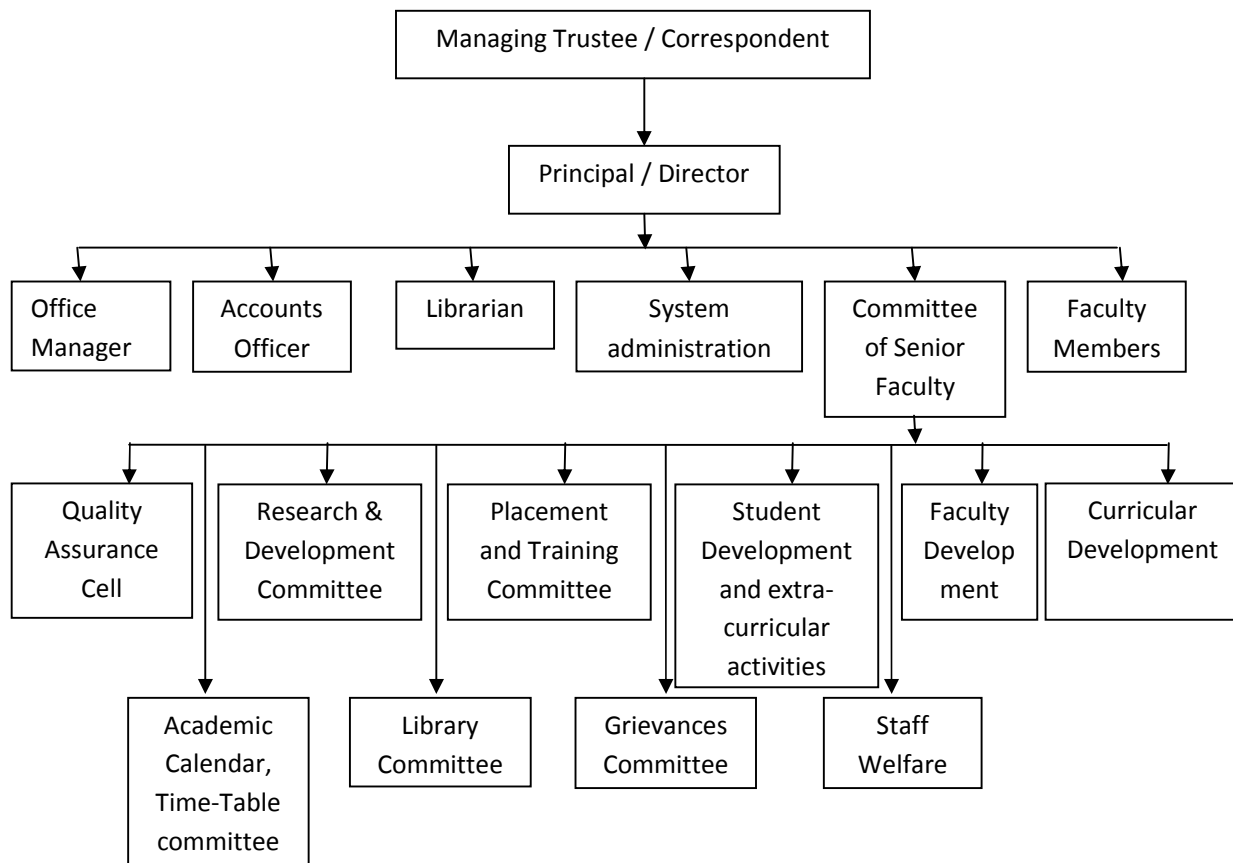 Managing Trustee / Correspondent
Principal / Director
Office
Manager
Accounts
Officer
Librarian
System
administration
Committee
of Senior
Faculty
Faculty
Members
Quality
Assurance
Cell
Research &
Development
Committee
Placement
and Training
Committee
Student
Development
and extra-
curricular
activities
Faculty
Develop
ment
Curricular
Development
Academic
Calendar,
Time-Table
committee
Library
Committee
Grievances
Committee
Staff
Welfare